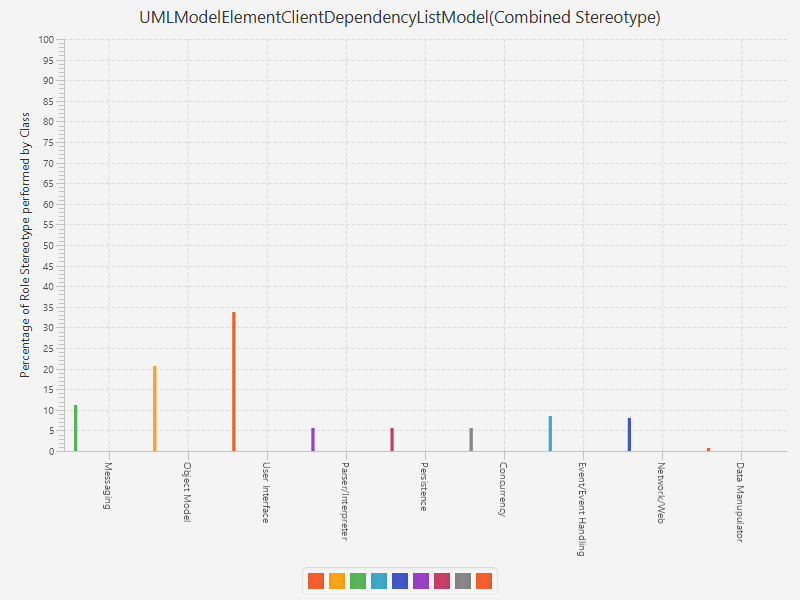 UMLModelElementClientDependencyListModel(Combined Stereotype)
Percentage of Role Stereotype performed by Class
100
95
90
85
80
75
70
65
60
55
50
45
40
35
30
25
20
15
10
5
0
Messaging
Object Model
User Interface
Parser/Interpreter
Persistence
Concurrency
Event/Event Handling
Network/Web
Data Manupulator